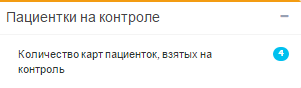 Пациентки на контроле
Количество карт пациенток, взятых на 4
контроль